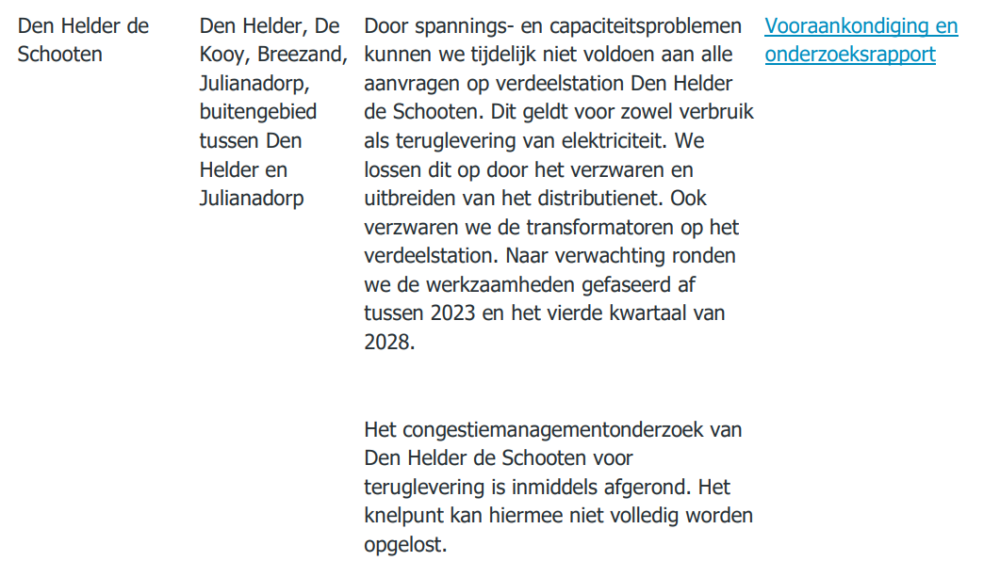 Den Helder de
Schooten
Den Helder, De
Kooy, Breezand,
Julianadorp,
buitengebied
tussen Den
Helder en
Julianadorp
Door spannings- en capaciteitsproblemen
kunnen we tijdelijk niet voldoen aan alle
aanvragen op verdeelstation Den Helder
de Schooten. Dit geldt voor zowel verbruik
als teruglevering van elektriciteit. We
lossen dit op door het verzwaren en
uitbreiden van het distributienet. Ook
verzwaren we de transformatoren op het
verdeelstation. Naar verwachting ronden
we de werkzaamheden gefaseerd af
tussen 2023 en het vierde kwartaal van
2028.
Het congestiemanagementonderzoek van
Den Helder de Schooten voor
teruglevering is inmiddels afgerond. Het
knelpunt kan hiermee niet volledig worden
opgelost.
Vooraankondiging en
onderzoeksrapport